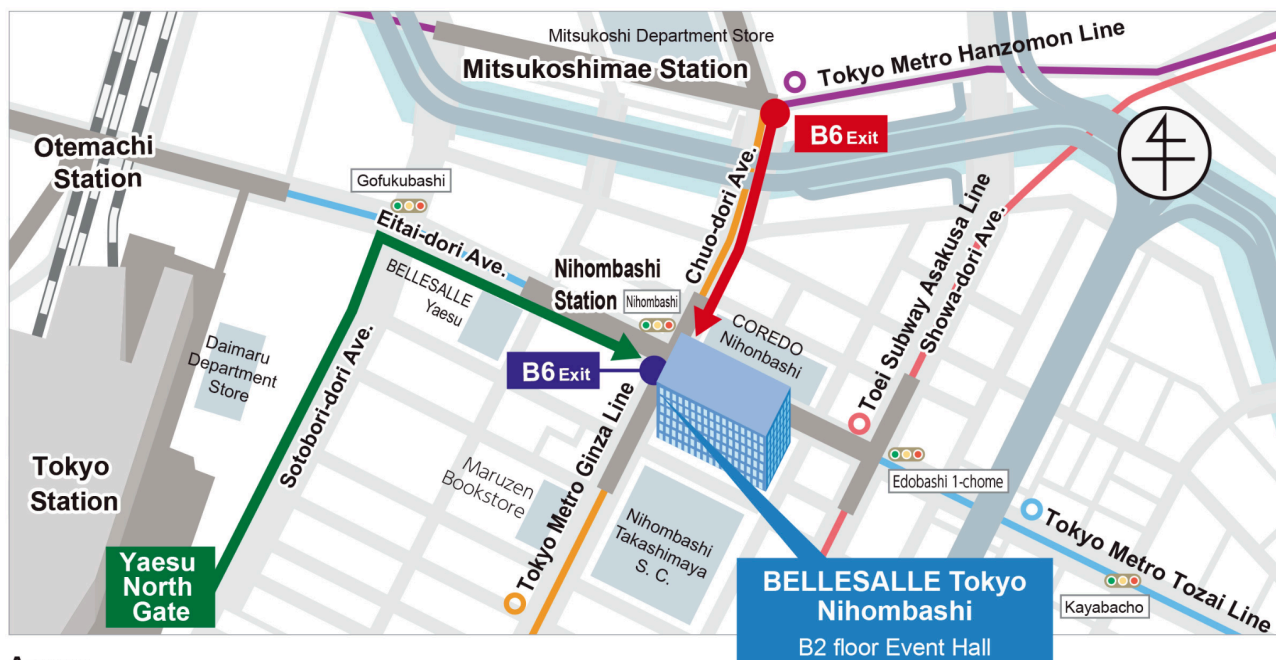 Mitsukoshi Department Store
Mitsukoshimae Station
Tokyo Metro Hanzomon Line
B6 Exit
Otemachi
Station
Gofukubashi
Eitai-dori Ave.
Chuo-dori Ave.
Nihombashi
Station
Nihombashi
BELLESALLE
Yaesu
COREDO
Nihonbashi
Toei Subway Asakusa Line
Showa-dori Ave.
Daimaru
Department
Store
Sotobori-dori Ave.
B6 Exit
Tokyo
Station
Maruzen
Bookstore
Tokyo Metro Ginza Line
Nihombashi
Takashimaya
S. C.
Edobashi 1-chome
Tokyo Metro Tozai Line
Kayabacho
Yaesu
North
Gate
BELLESALLE Tokyo
Nihombashi
B2 floor Event Hall